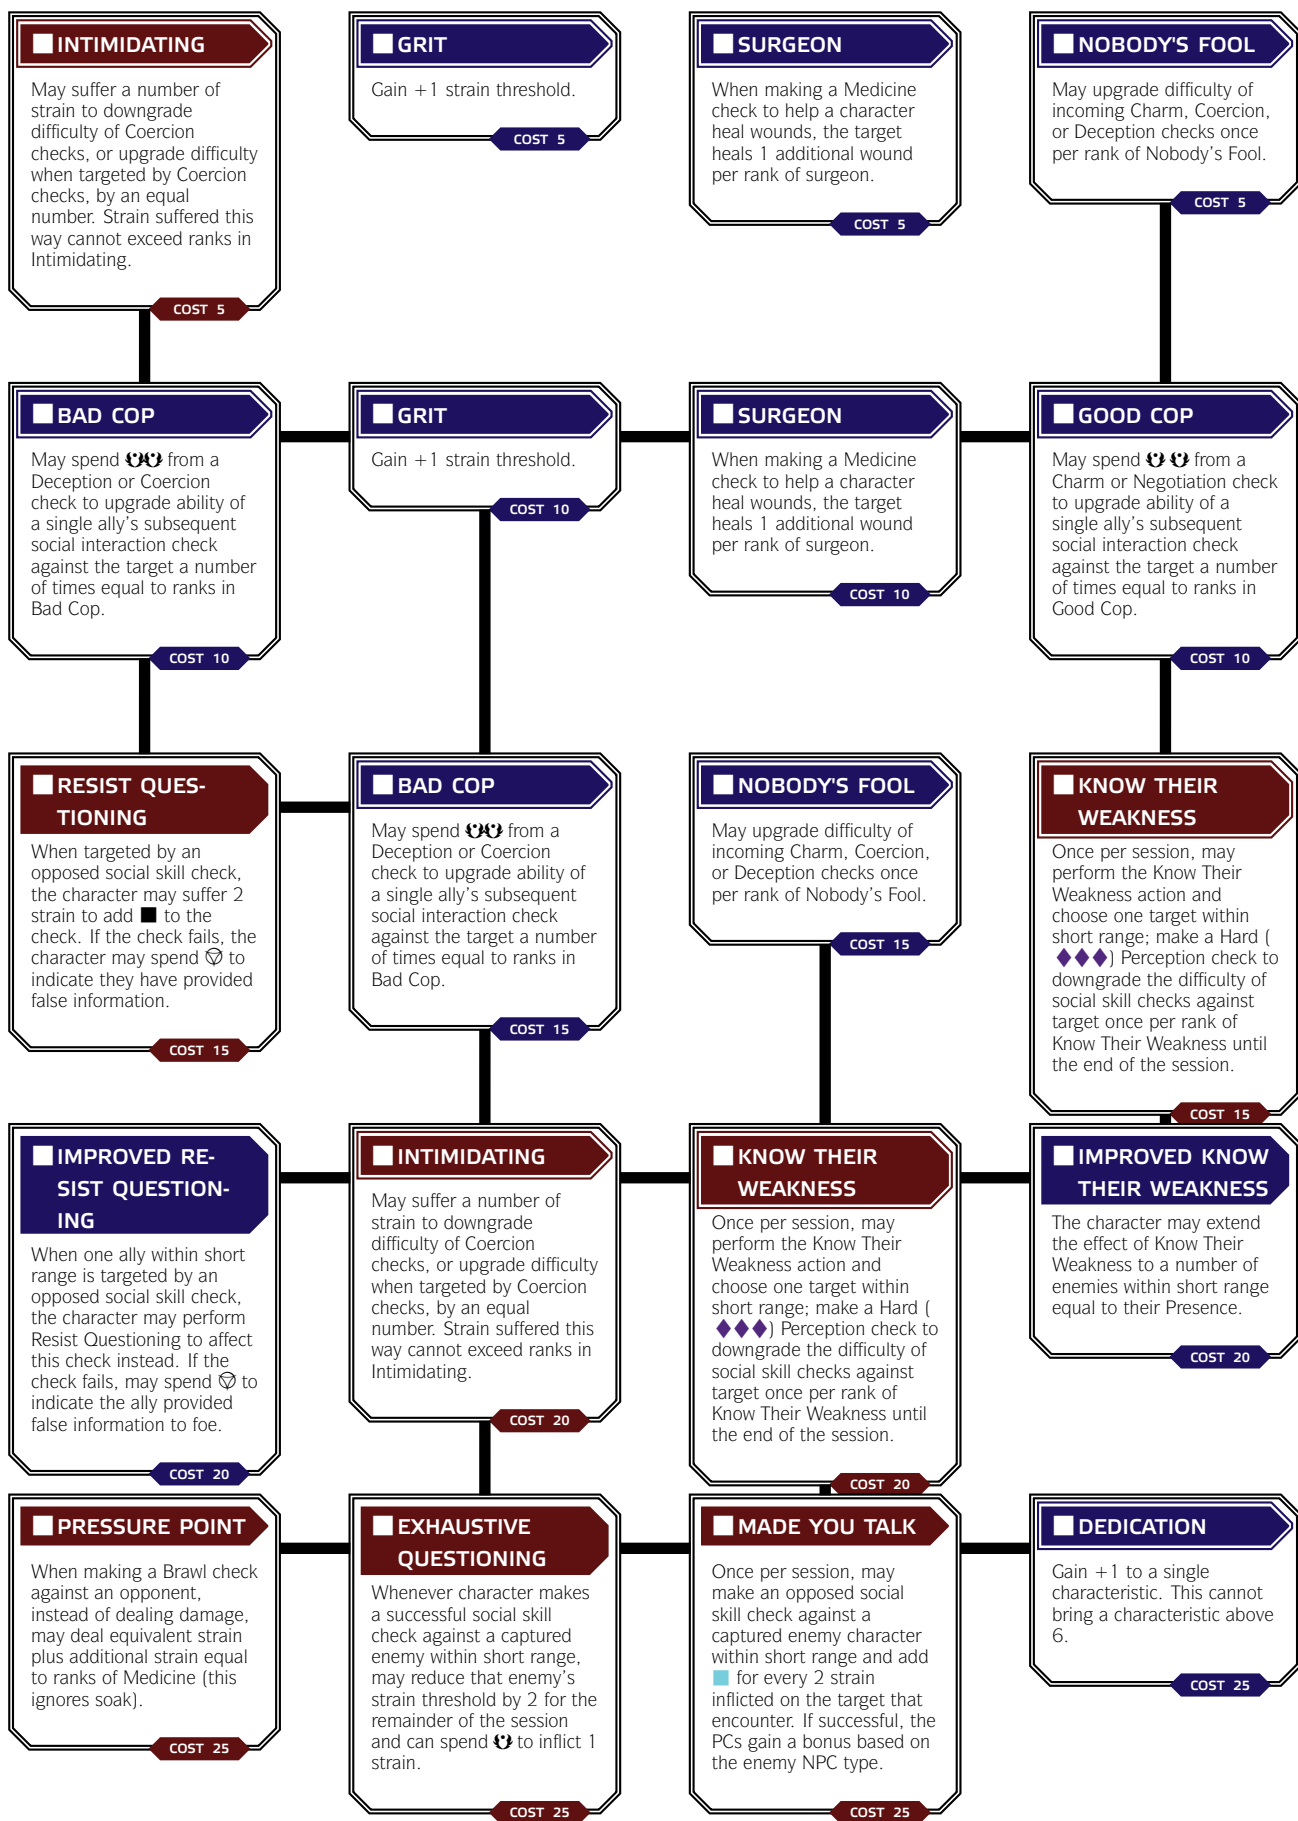 INTIMIDATING
May suffer a number of
strain to downgrade
difficulty of Coercion
checks, or upgrade difficulty
when targeted by Coercion
checks, by an equal
number. Strain suffered this
way cannot exceed ranks in
Intimidating.
COST 5
GRIT
Gain +1 strain threshold.
COST 5
SURGEON
When making a Medicine
check to help a character
heal wounds, the target
heals 1 additional wound
per rank of surgeon.
COST 5
NOBODY'S FOOL
May upgrade difficulty of
incoming Charm, Coercion,
or Deception checks once
per rank of Nobody's Fool.
COST 5
BAD COP
May spend from a
Deception or Coercion
check to upgrade ability of
a single ally's subsequent
social interaction check
against the target a number
of times equal to ranks in
Bad Cop.
COST 10
GRIT
Gain +1 strain threshold.
COST 10
SURGEON
When making a Medicine
check to help a character
heal wounds, the target
heals 1 additional wound
per rank of surgeon.
COST 10
GOOD COP
May spend from a
Charm or Negotiation check
to upgrade ability of a
single ally's subsequent
social interaction check
against the target a number
of times equal to ranks in
Good Cop.
COST 10
RESIST QUES-
TIONING
When targeted by an
opposed social skill check,
the character may suffer 2
strain to add ■ to the
check. If the check fails, the
character may spend to
indicate they have provided
false information.
COST 15
BAD COP
May spend from a
Deception or Coercion
check to upgrade ability of
a single ally's subsequent
social interaction check
against the target a number
of times equal to ranks in
Bad Cop.
COST 15
NOBODY'S FOOL
May upgrade difficulty of
incoming Charm, Coercion,
or Deception checks once
per rank of Nobody's Fool.
COST 15
KNOW THEIR
WEAKNESS
Once per session, may
perform the Know Their
Weakness action and
choose one target within
short range; make a Hard (
◆◆◆) Perception check to
downgrade the difficulty of
social skill checks against
target once per rank of
Know Their Weakness until
the end of the session.
COST 15
IMPROVED RE-
SIST QUESTION-
ING
When one ally within short
range is targeted by an
opposed social skill check,
the character may perform
Resist Questioning to affect
this check instead. If the
check fails, may spend to
indicate the ally provided
false information to foe.
COST 20
INTIMIDATING
May suffer a number of
strain to downgrade
difficulty of Coercion
checks, or upgrade difficulty
when targeted by Coercion
checks, by an equal
number. Strain suffered this
way cannot exceed ranks in
Intimidating.
COST 20
KNOW THEIR
WEAKNESS
Once per session, may
perform the Know Their
Weakness action and
choose one target within
short range; make a Hard (
◆◆◆) Perception check to
downgrade the difficulty of
social skill checks against
target once per rank of
Know Their Weakness until
the end of the session.
COST 20
IMPROVED KNOW
THEIR WEAKNESS
The character may extend
the effect of Know Their
Weakness to a number of
enemies within short range
equal to their Presence.
COST 20
PRESSURE POINT
When making a Brawl check
against an opponent,
instead of dealing damage,
may deal equivalent strain
plus additional strain equal
to ranks of Medicine (this
ignores soak).
COST 25
EXHAUSTIVE
QUESTIONING
Whenever character makes
a successful social skill
check against a captured
enemy within short range,
may reduce that enemy's
strain threshold by 2 for the
remainder of the session
and can spend to inflict 1
strain.
COST 25
MADE YOU TALK
Once per session, may
make an opposed social
skill check against a
captured enemy character
within short range and add
■ for every 2 strain
inflicted on the target that
encounter. If successful, the
PCs gain a bonus based on
the enemy NPC type.
COST 25
DEDICATION
Gain +1 to a single
characteristic. This cannot
bring a characteristic above
6.
COST 25